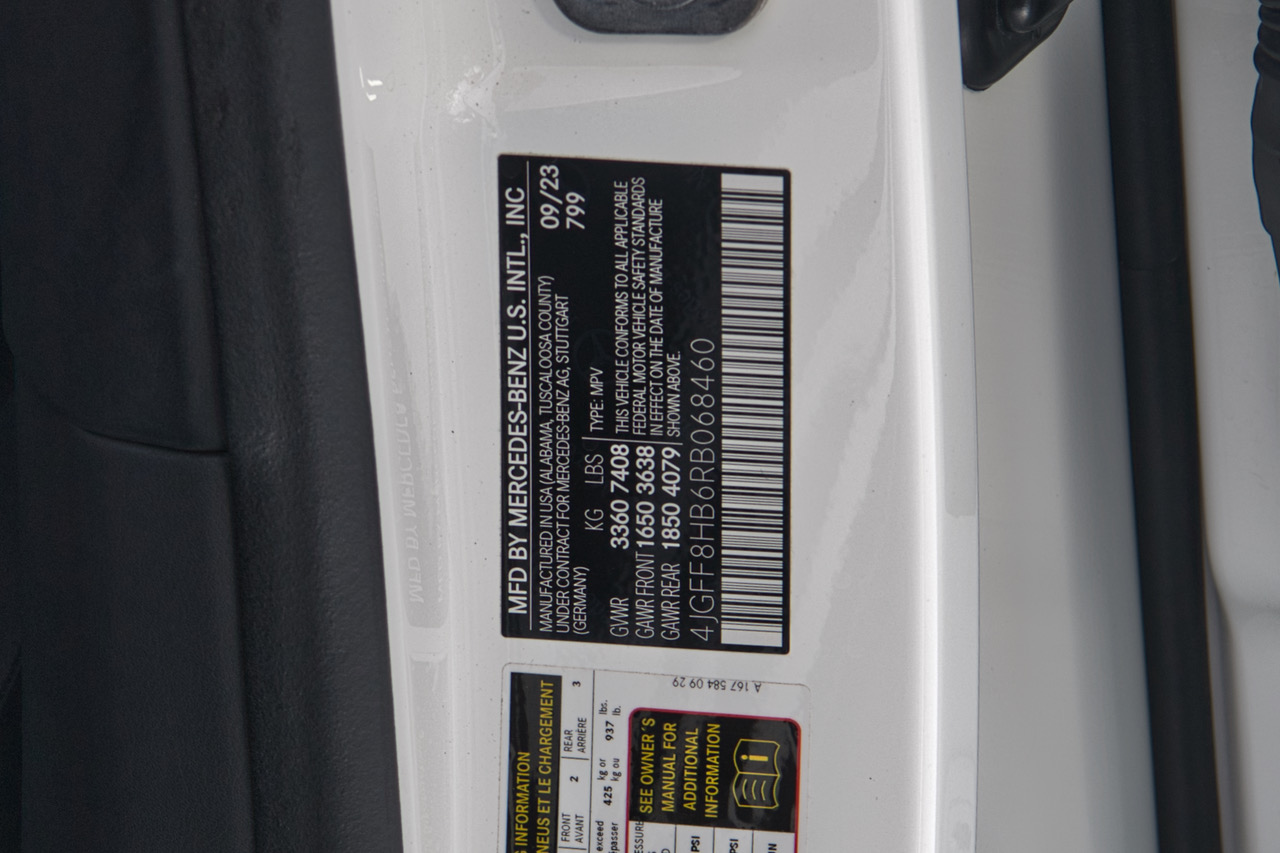 MFD BY MERCEDES-BENZ U.S. INTL., INC
MANUFACTURED IN USA (ALABAMA, TUSCALOOSA COUNTY)
UNDER CONTRACT FOR MERCEDES-BENZ AG, STUTTGART
(GERMANY)
09/23
799
KG LBS
TYPE: MPV
GVWR 3360 7408
GAWR FRONT 1650 3638
GAWR REAR 1850 4079
THIS VEHICLE CONFORMS TO ALL APPLICABLE
FEDERAL MOTOR VEHICLE SAFETY STANDARDS
IN EFFECT ON THE DATE OF MANUFACTURE
SHOWN ABOVE.
4JGFF8HB6RB068460
INFORMATION
ET LE CHARGEMENT
FRONT 2 REAR 3
AVANT ARRIÈRE
exceed 425 kg or 937 lbs.
kg ou lb.
A 167 584 09 29
SEE OWNER'S
MANUAL FOR
ADDITIONAL
INFORMATION
PSI
PSI